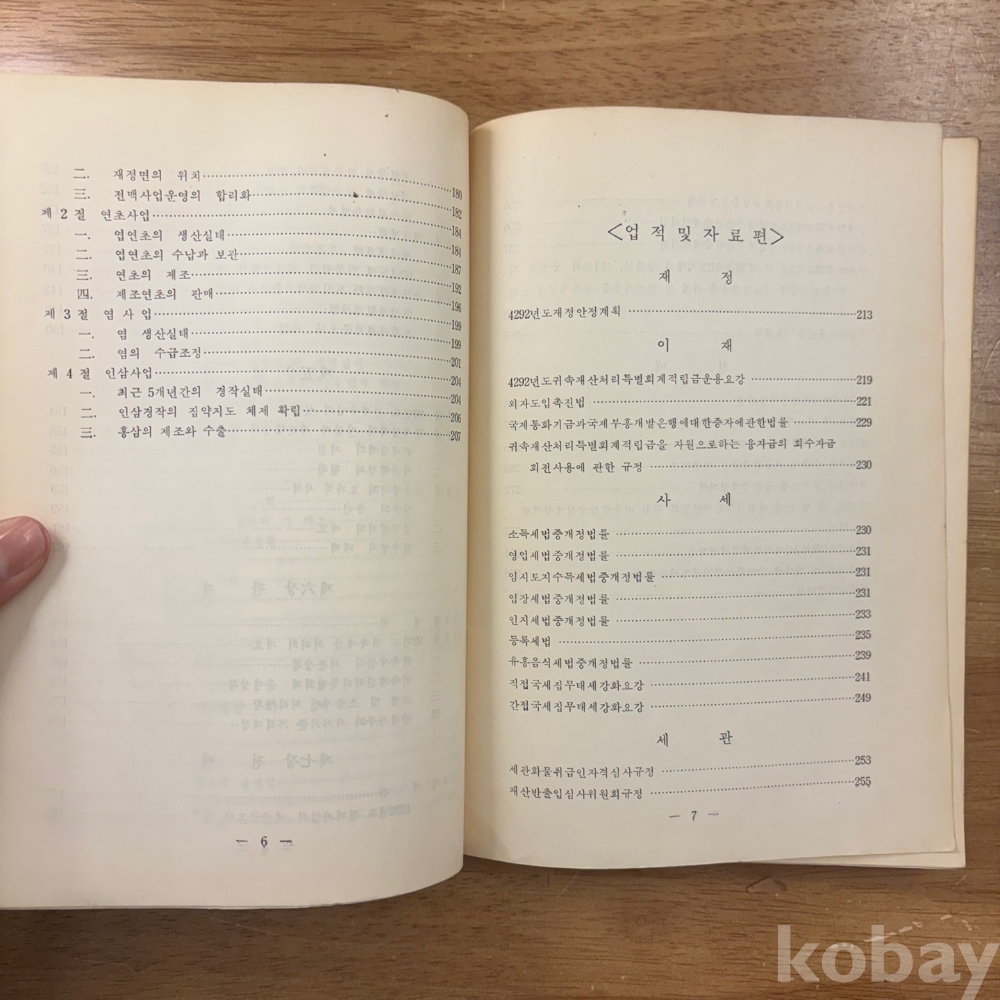 二. 재정면의 위치 180
三. 전맥사업운영의 합리화 182
제 2 절 연초사업 184
一. 엽연초의 생산실태 184
二. 엽연초의 수납과 보관 187
三. 연초의 제조 192
四. 제조연초의 판매 196
제 3 절 염 사 업 199
一. 염 생산실태 199
二. 염의 수급조정 201
제 4 절 인삼사업 204
一. 최근 5개년간의 경작실태 204
二. 인삼경작의 집약지도 체제 확립 206
三. 홍삼의 제조와 수출 207
— 6 —
<업 적 및 자 료 편>
재 정
4292년도재정안정계획 213
이 재
4292년도귀속재산처리특별회계적립금운용요강 219
외자도입촉진법 221
국제통화기금과국제부흥개발은행에대한증자에관한법률 229
귀속재산처리특별회계적립금을 자원으로하는 융자금의 회수자금
회전사용에 관한 규정 230
사 세
소득세법중개정법률 230
영업세법중개정법률 231
임시토지수득세법중개정법률 231
입장세법중개정법률 231
인지세법중개정법률 233
등록세법 235
유흥음식세법중개정법률 239
직접국세집무태세강화요강 241
간접국세집무태세강화요강 249
세 관
세관화물취급인자격심사규정 253
재산반출입심사위원회규정 255
— 7 —
kobay